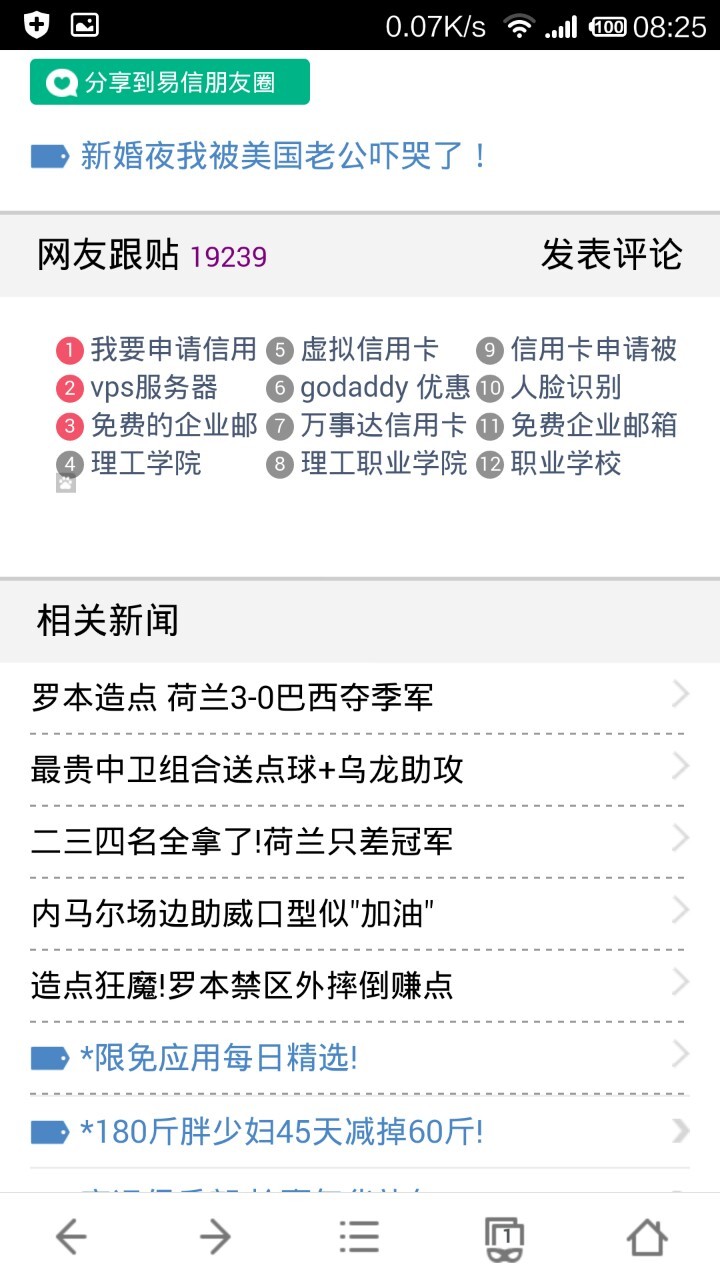 0.07K/s 100 08:25
分享到易信朋友圈
新婚夜我被美国老公吓哭了！
网友跟贴 19239 发表评论
1 我要申请信用 5 虚拟信用卡 9 信用卡申请被
2 vps服务器 6 godaddy 优惠 10 人脸识别
3 免费的企业邮 7 万事达信用卡 11 免费企业邮箱
4 理工学院 8 理工职业学院 12 职业学校
相关新闻
罗本造点 荷兰3-0巴西夺季军
最贵中卫组合送点球+乌龙助攻
二三四名全拿了!荷兰只差冠军
内马尔场边助威口型似"加油"
造点狂魔!罗本禁区外摔倒赚点
*限免应用每日精选!
*180斤胖少妇45天减掉60斤!
1